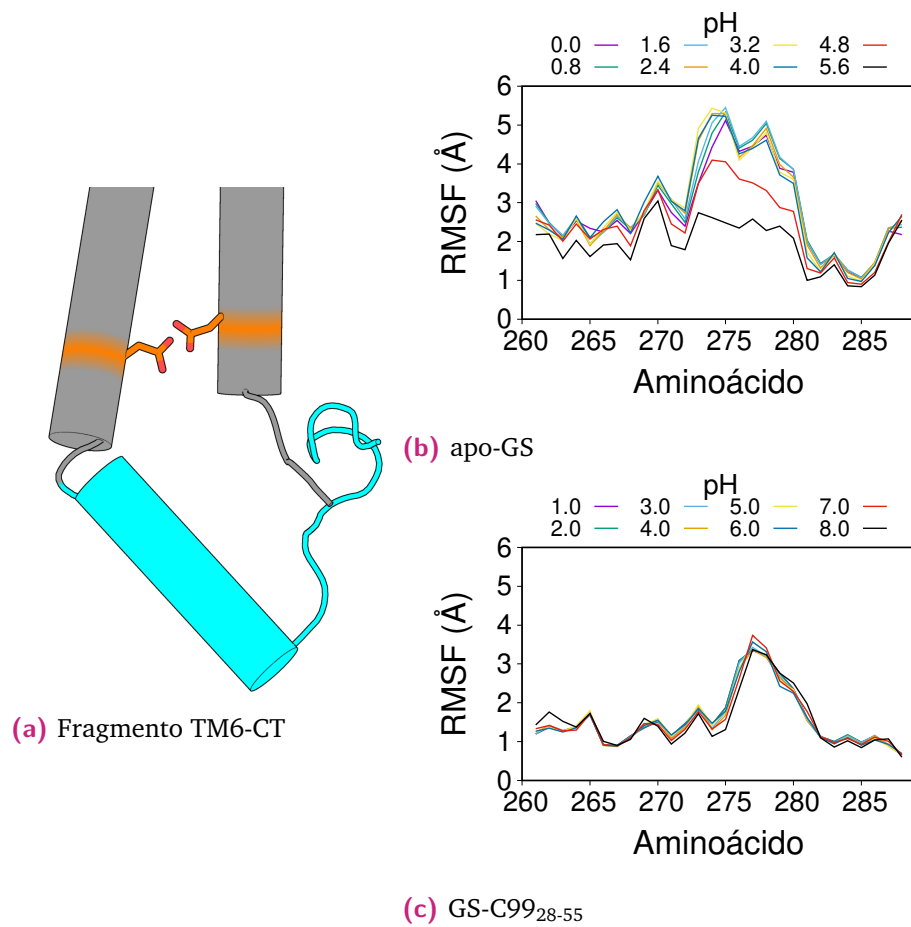 pH
0.0 1.6 3.2 4.8
0.8 2.4 4.0 5.6
6
5
4
3
2
1
0
RMSF (Å)
260 265 270 275 280 285
Aminoácido
(a) Fragmento TM6-CT
(b) apo-GS
pH
1.0 3.0 5.0 7.0
2.0 4.0 6.0 8.0
6
5
4
3
2
1
0
RMSF (Å)
260 265 270 275 280 285
Aminoácido
(c) GS-C99₂₈₋₅₅